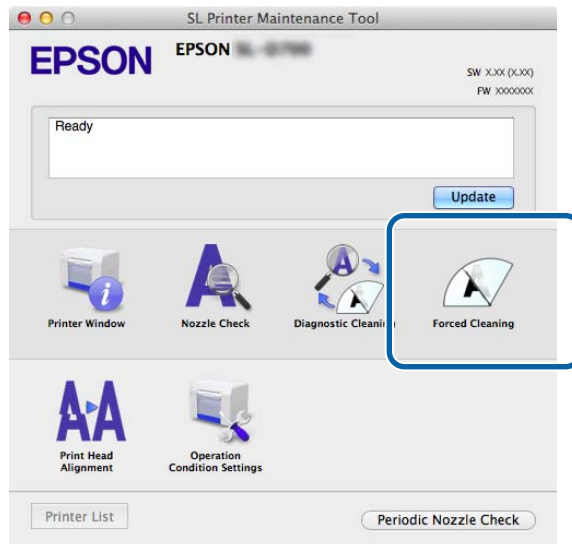 SL Printer Maintenance Tool
EPSON
EPSON
SW X.XX (X.XX)
FW XXXXXXX
Ready
Update
Printer Window
Nozzle Check
Diagnostic Cleaning
Forced Cleaning
Print Head
Alignment
Operation
Condition Settings
Printer List
Periodic Nozzle Check